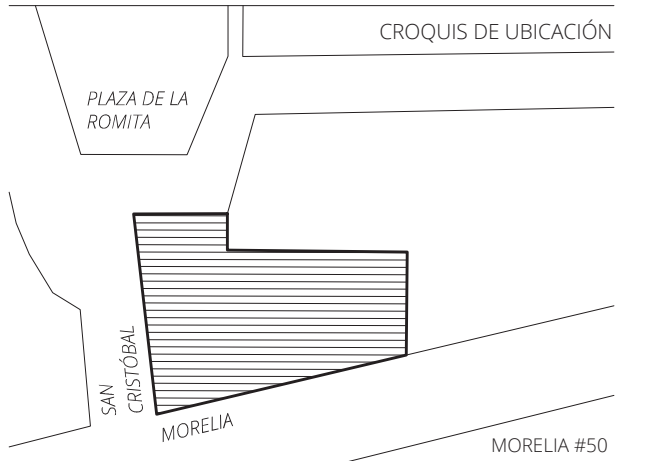 CROQUIS DE UBICACIÓN
PLAZA DE LA
ROMITA
SAN
CRISTÓBAL
MORELIA
MORELIA #50